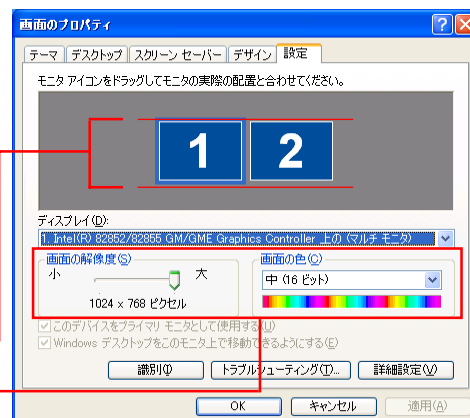 画面のプロパティ
テーマ デスクトップ スクリーン セーバー デザイン 設定
モニタ アイコンをドラッグしてモニタの実際の配置と合わせてください。
1 2
ディスプレイ(D):
1. Intel(R) 82852/82855 GM/GME Graphics Controller 上の (マルチ モニタ)
画面の解像度(S) 画面の色(C)
小 大 中 (16 ビット)
1024 × 768 ピクセル
このデバイスをプライマリ モニタとして使用する(U)
Windows デスクトップをこのモニタ上で移動できるようにする(E)
識別(I) トラブルシューティング(T)... 詳細設定(V)
OK キャンセル 適用(A)